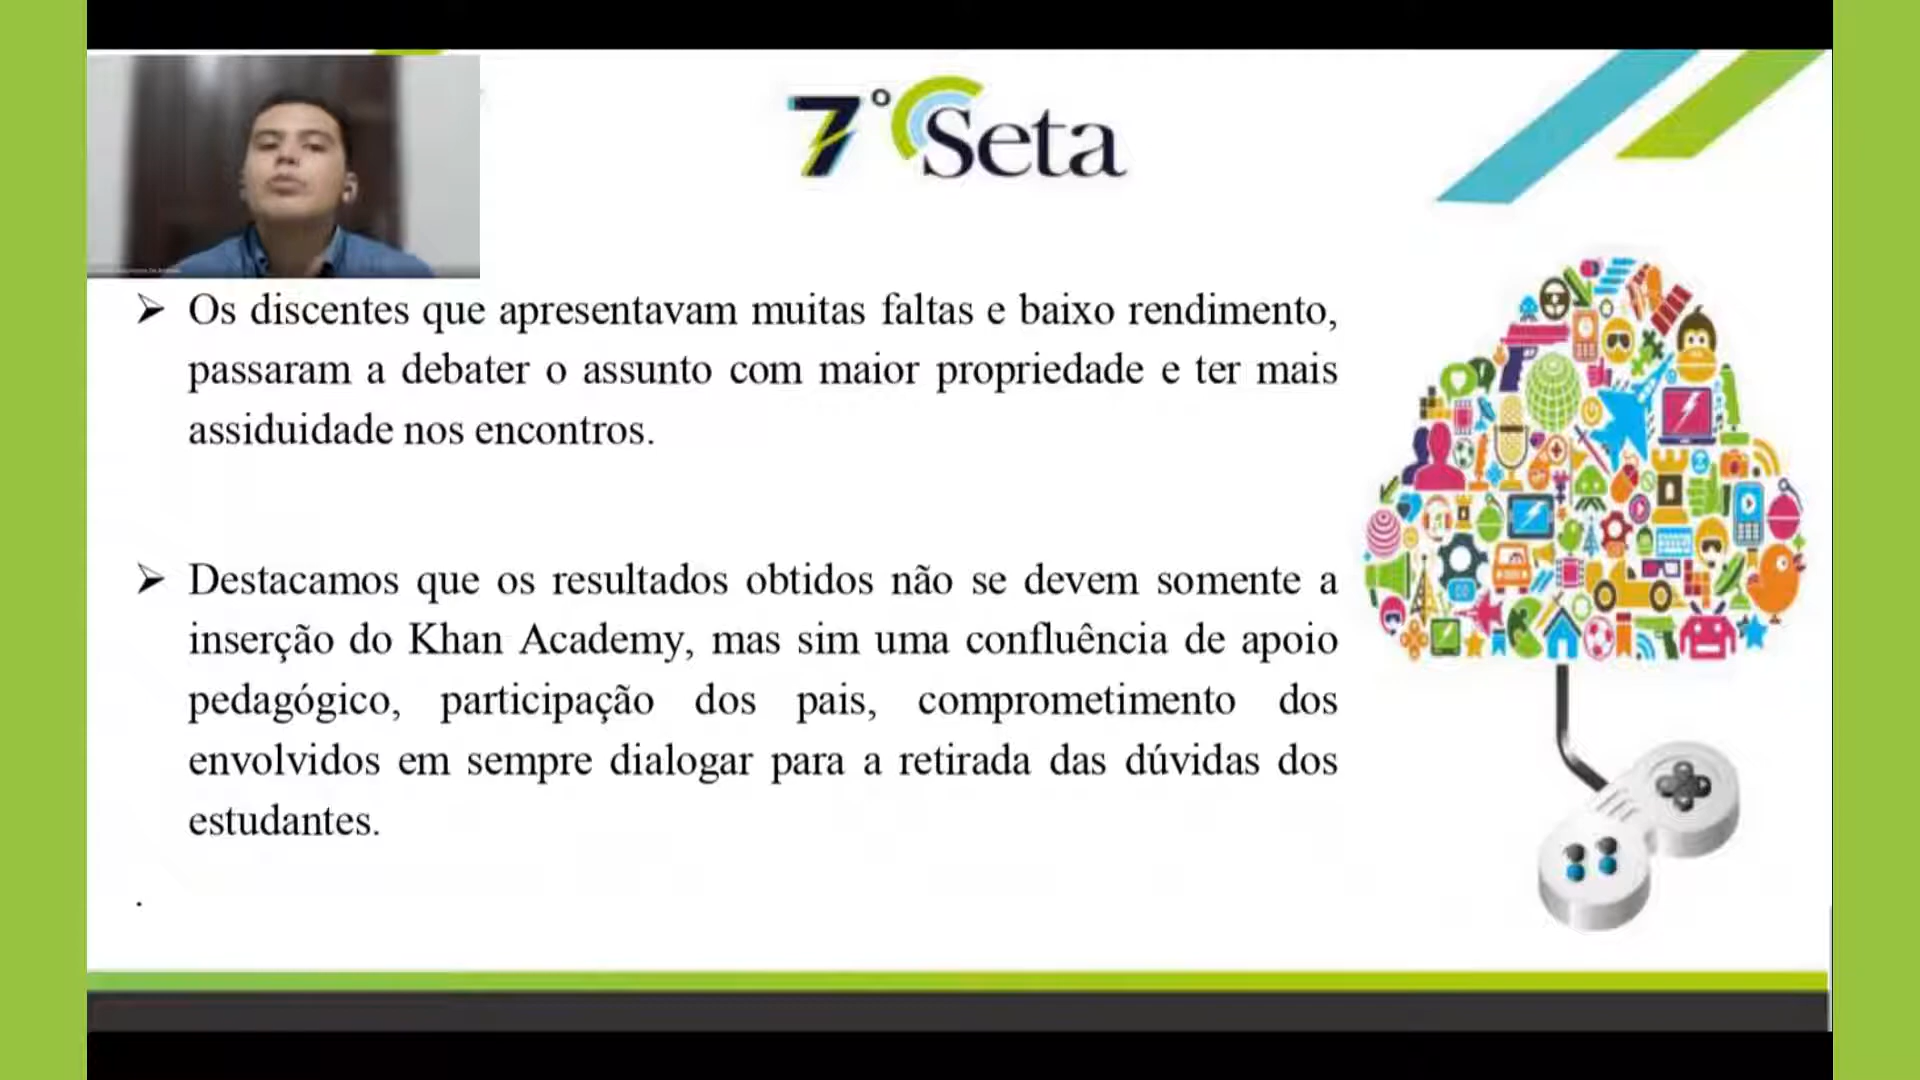 7° Seta
Os discentes que apresentavam muitas faltas e baixo rendimento,
passaram a debater o assunto com maior propriedade e ter mais
assiduidade nos encontros.
Destacamos que os resultados obtidos não se devem somente a
inserção do Khan Academy, mas sim uma confluência de apoio
pedagógico, participação dos pais, comprometimento dos
envolvidos em sempre dialogar para a retirada das dúvidas dos
estudantes.
.